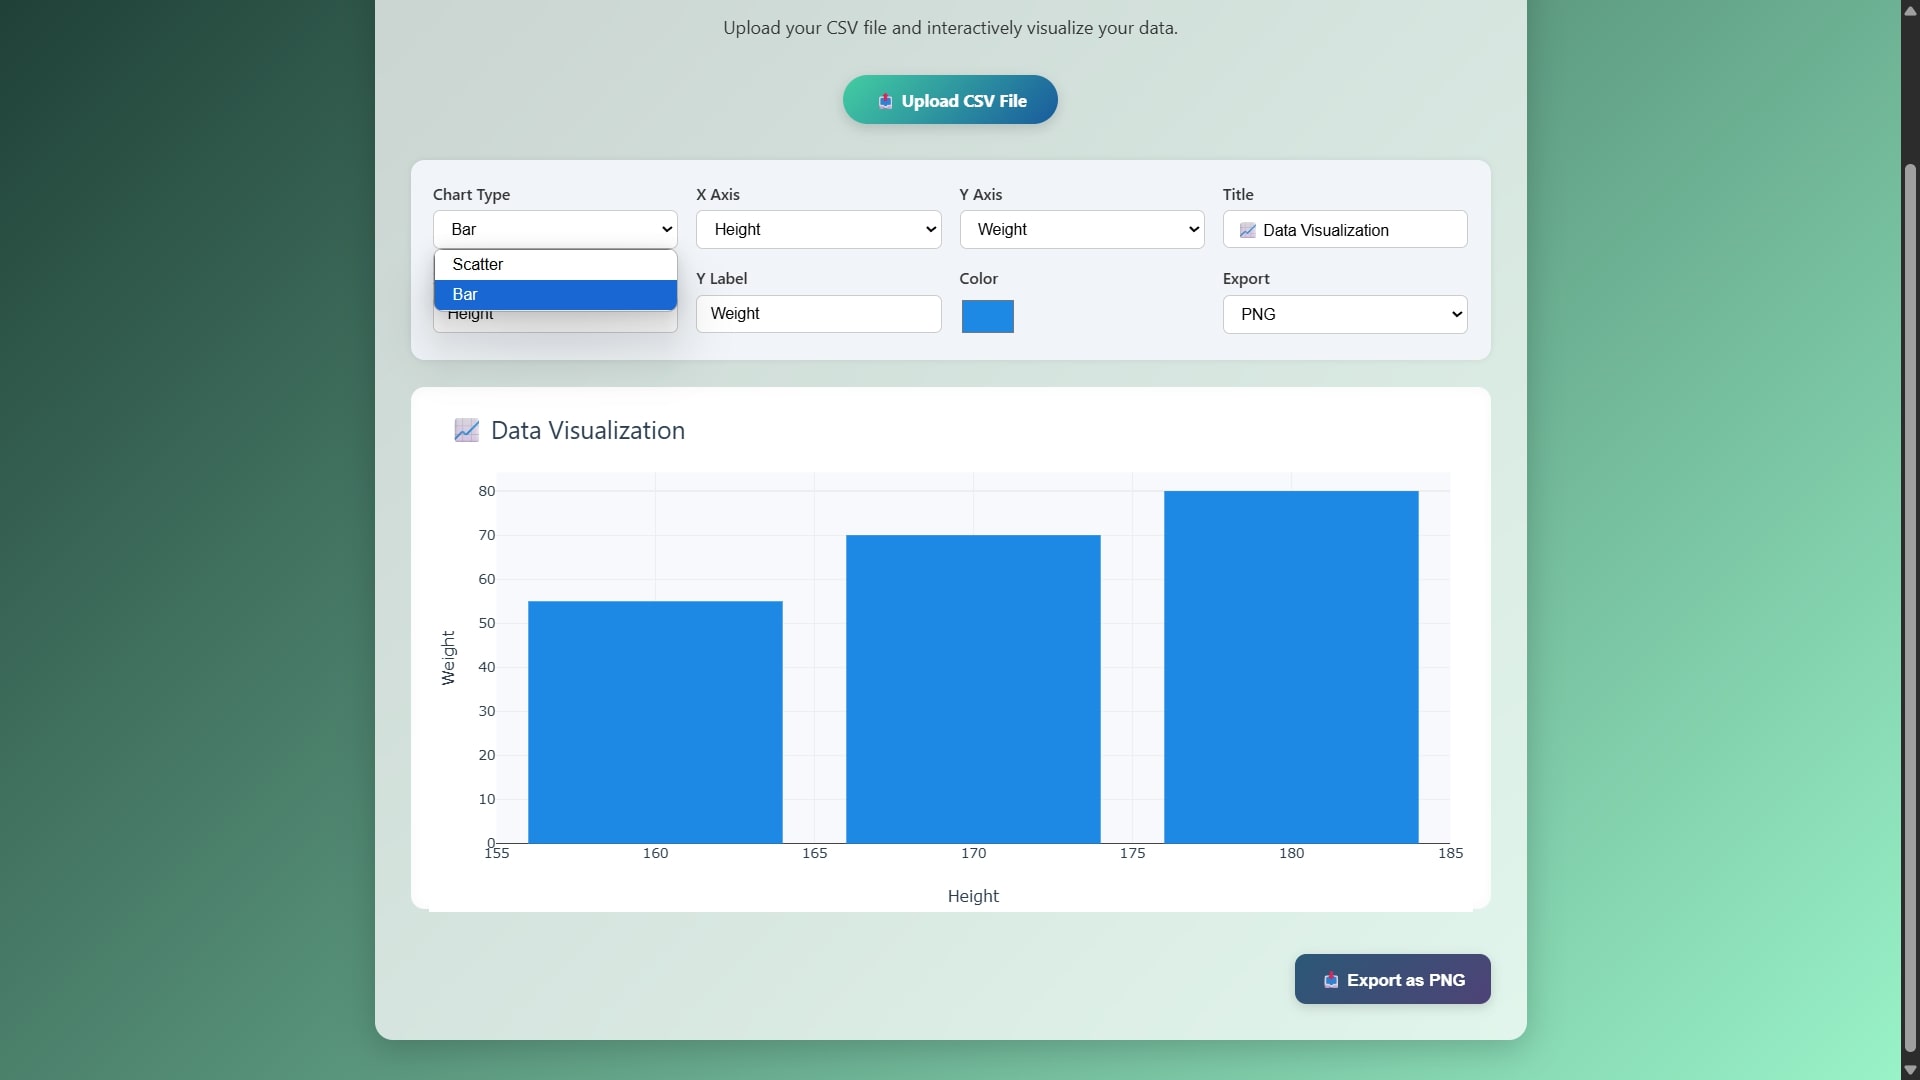 Upload your CSV file and interactively visualize your data.
Upload CSV File
Chart Type
X Axis
Y Axis
Title
Bar
Height
Weight
Data Visualization
Scatter
Bar
Y Label
Color
Export
Height
Weight
PNG
Data Visualization
80
70
60
50
40
30
20
10
0
Weight
155 160 165 170 175 180 185
Height
Export as PNG